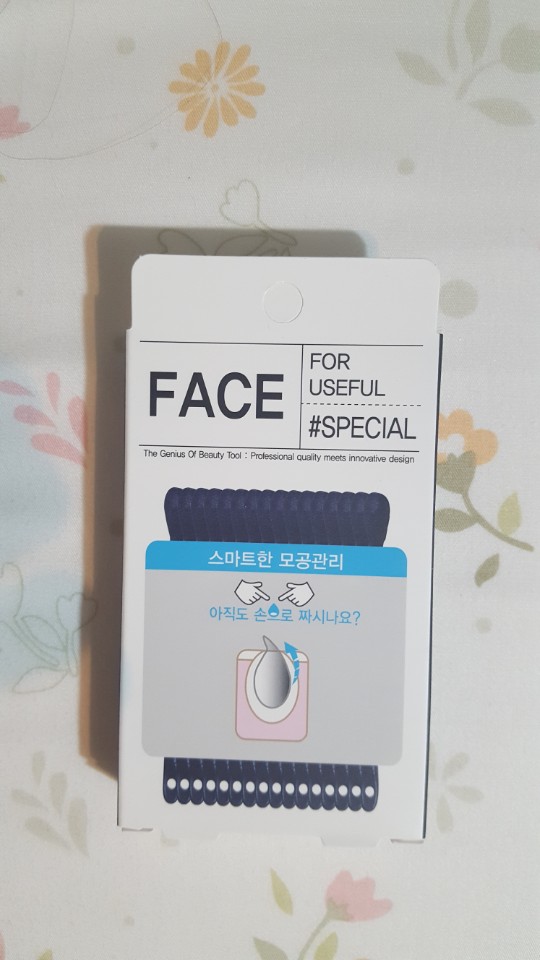 FACE
FOR
USEFUL
#SPECIAL
The Genius Of Beauty Tool : Professional quality meets innovative design
스마트한 모공관리
아직도 손으로 짜시나요?